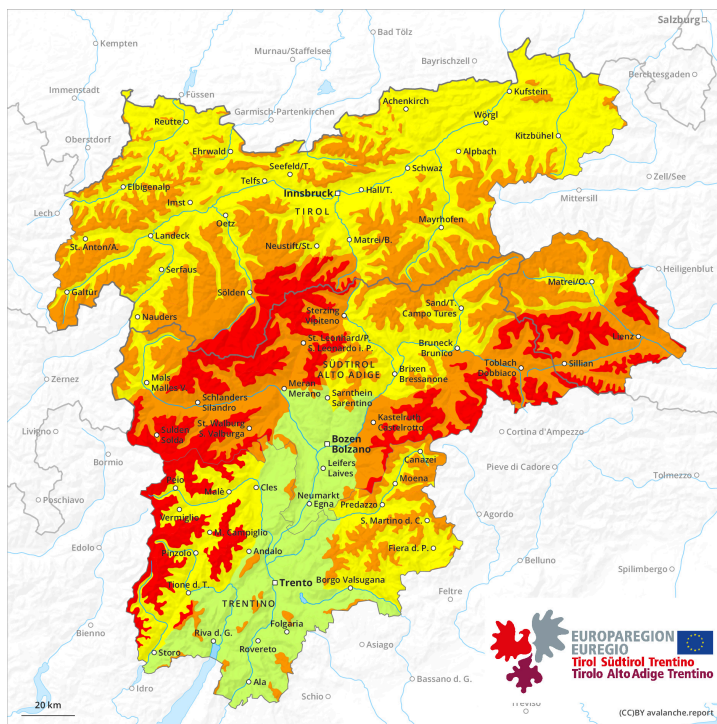 Salzburg
Bad Tölz
Kempten
Murnau/Staffelsee
Bayrischzell
Berchtesgaden
Immenstadt
Füssen
Achenkirch
Kufstein
Garmisch-Partenkirchen
Reutte
Wörgl
Oberstdorf
Ehrwald
Kitzbühel
Seefeld/T.
Alpbach
Schwaz
Telfs
Zell/See
Elbigenalp
Innsbruck
Hall/T.
Imst
Mittersill
Lech
Oetz
TIROL
Mayrhofen
St. Anton/A.
Landeck
Neustift/St.
Matrei/B.
Serfaus
Heiligenblut
Galtür
Sölden
Matrei/O.
Nauders
Sand/T.
Campo Tures
Sterzing
Vipiteno
St. Leonhard/P.
S. Leonardo i. P.
Lienz
Bruneck
Brunico
SÜDTIROL
ALTO ADIGE
Toblach
Dobbiaco
Sillian
Brixen
Bressanone
Zernez
Mals
Malles V.
Meran
Merano
Schlanders
Silandro
Sarnthein
Sarentino
St. Walburg
S. Valburga
Kastelruth
Castelrotto
Livigno
Sulden
Solda
Bozen
Bolzano
Cortina d'Ampezzo
Bormio
Canazei
Leifers
Laives
Pieve di Cadore
Tolmezzo
Peio
Malè
Cles
Moena
Poschiavo
Neumarkt
Egna
Predazzo
Vermiglio
Agordo
S. Martino d. C.
M. Campiglio
Edolo
Pinzolo
Andalo
Fiera d. P.
Belluno
Spilimbergo
Tione d. T.
Trento
Borgo Valsugana
Feltre
TRENTINO
Bienno
Riva d. G.
Folgaria
Storo
Rovereto
Asiago
Idro
Ala
Schio
Bassano d. G.
Treviso
EUROPAREGION
EUREGIO
Tirol Südtirol Trentino
Tirolo Alto Adige Trentino
20 km
(CC)BY avalanche.report